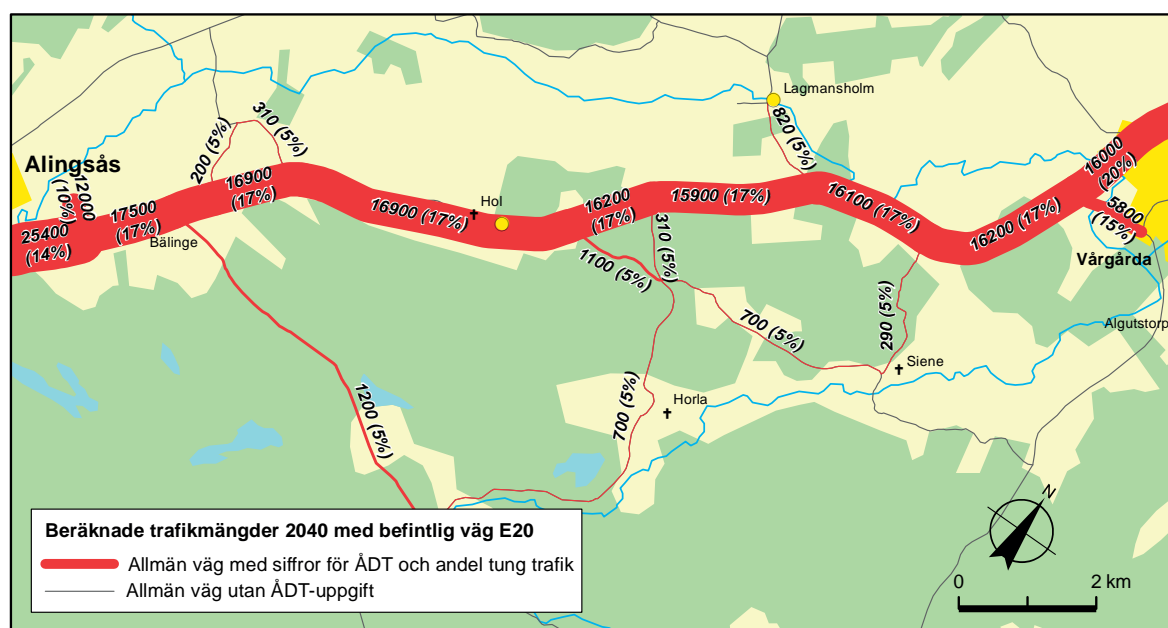 Lagmansholm
310 (5%)
200 (5%)
820 (5%)
Alingsås
12000
(10%)
16900
(17%)
16000
(20%)
17500
(17%)
Hol
16900 (17%)
16200
(17%)
15900 (17%)
16100 (17%)
16200 (17%)
5800
(15%)
25400
(14%)
Bälinge
310 (5%)
1100 (5%)
Vårgårda
700 (5%)
290 (5%)
Algutstorp
Siene
1200 (5%)
700 (5%)
Horla
Beräknade trafikmängder 2040 med befintlig väg E20
Allmän väg med siffror för ÅDT och andel tung trafik
Allmän väg utan ÅDT-uppgift
N
0
2 km